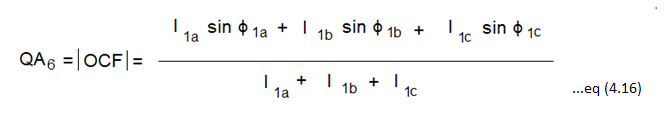 QA₆ = |OCF| = I₁ₐ sin ϕ₁ₐ + I₁b sin ϕ₁b + I₁c sin ϕ₁c
I₁ₐ + I₁b + I₁c
...eq (4.16)